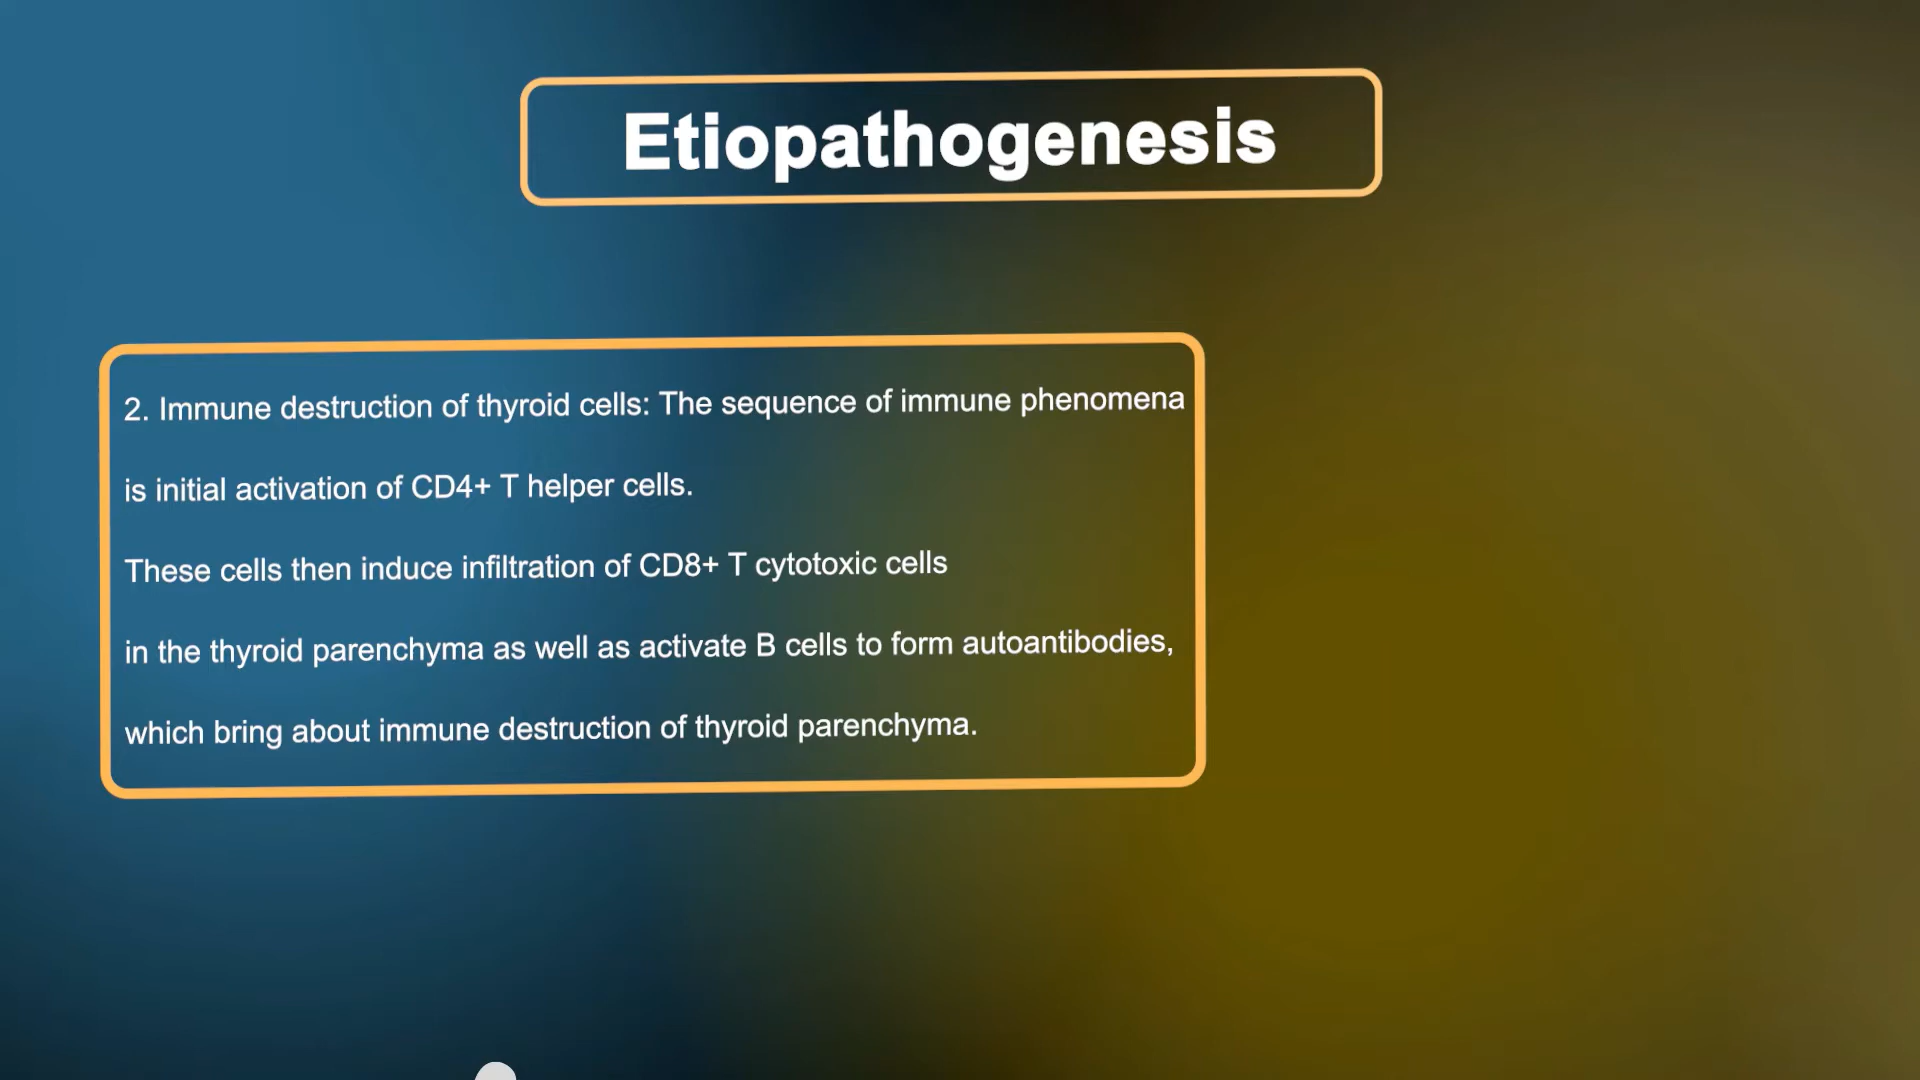 Etiopathogenesis
2. Immune destruction of thyroid cells: The sequence of immune phenomena
is initial activation of CD4+ T helper cells.
These cells then induce infiltration of CD8+ T cytotoxic cells
in the thyroid parenchyma as well as activate B cells to form autoantibodies,
which bring about immune destruction of thyroid parenchyma.